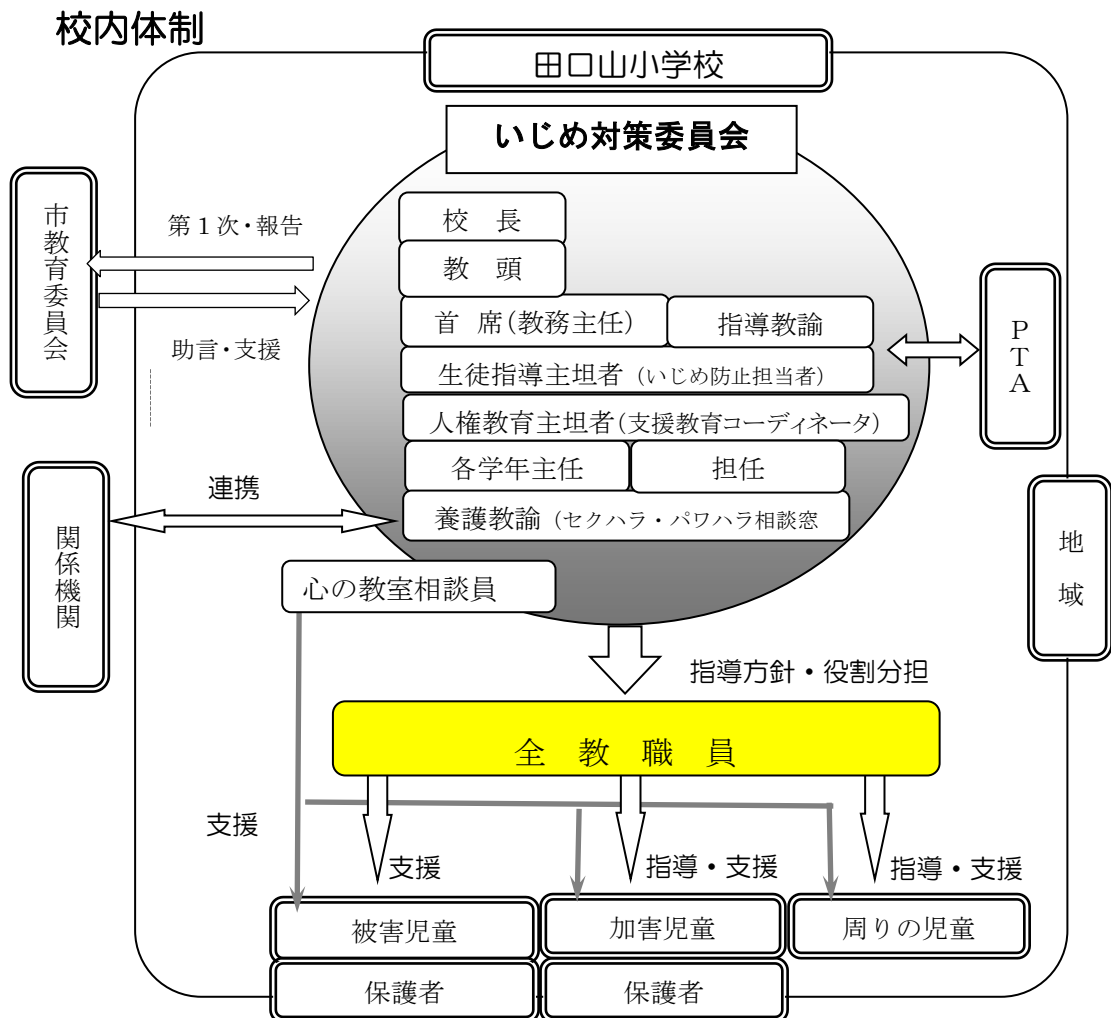 校内体制
田口山小学校
いじめ対策委員会
市教育委員会
第1次・報告
助言・支援
校 長
教 頭
首 席(教務主任)
指導教諭
生徒指導主坦者(いじめ防止担当者)
人権教育主坦者(支援教育コーディネータ)
各学年主任
担任
養護教諭(セクハラ・パワハラ相談窓
PTA
地域
連携
関係機関
心の教室相談員
指導方針・役割分担
全 教 職 員
支援
支援
指導・支援
指導・支援
被害児童
加害児童
周りの児童
保護者
保護者